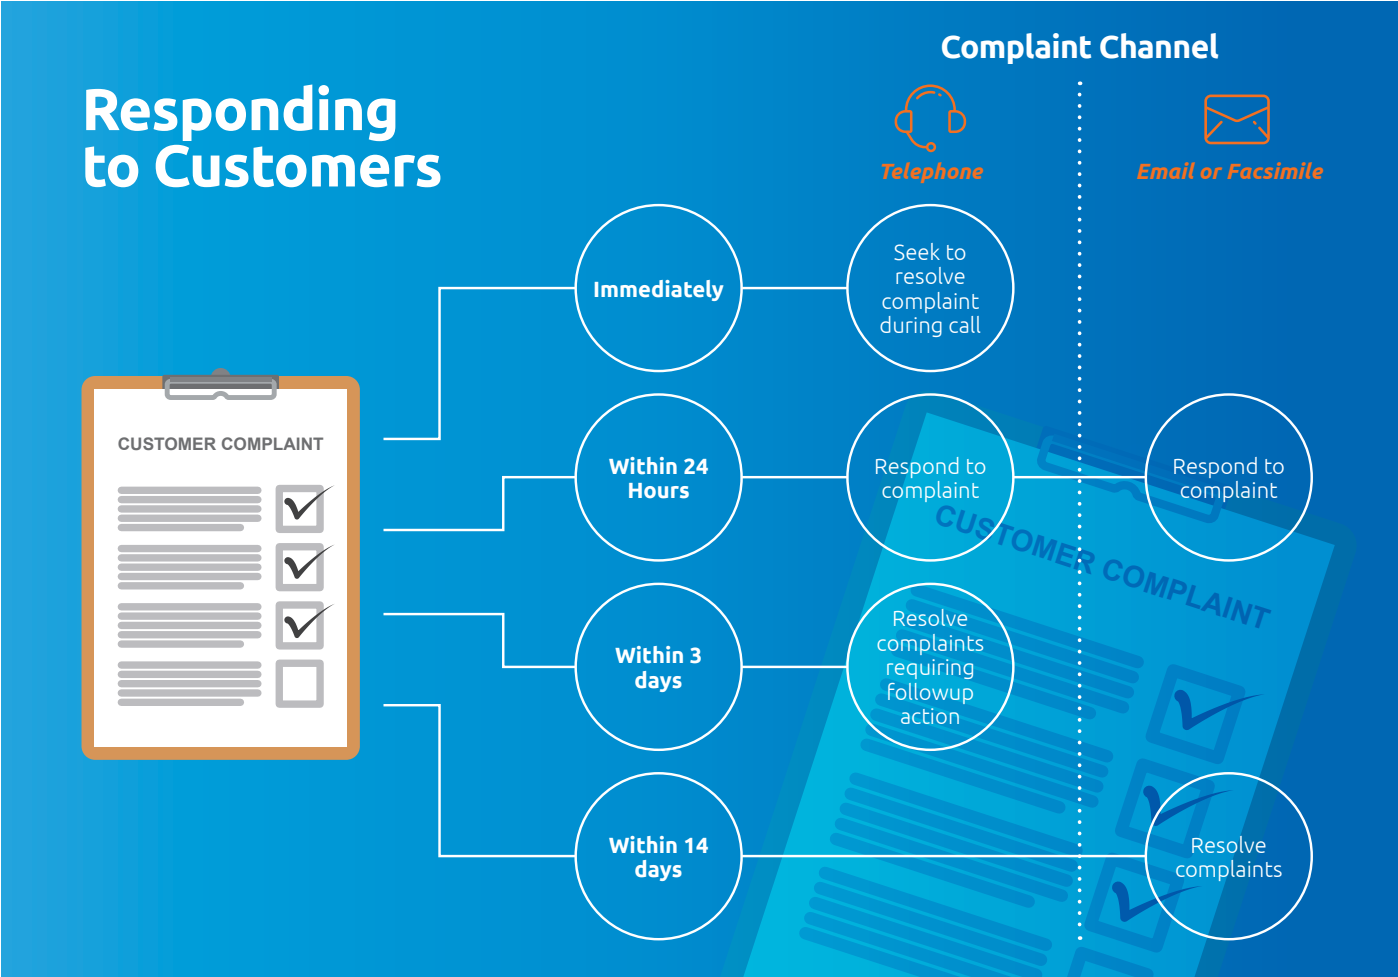 Complaint Channel
Responding
to Customers
Telephone
Email or Facsimile
Immediately
Seek to
resolve
complaint
during call
CUSTOMER COMPLAINT
Within 24
Hours
Respond to
complaint
Respond to
complaint
CUSTOMER COMPLAINT
Within 3
days
Resolve
complaints
requiring
followup
action
Within 14
days
Resolve
complaints